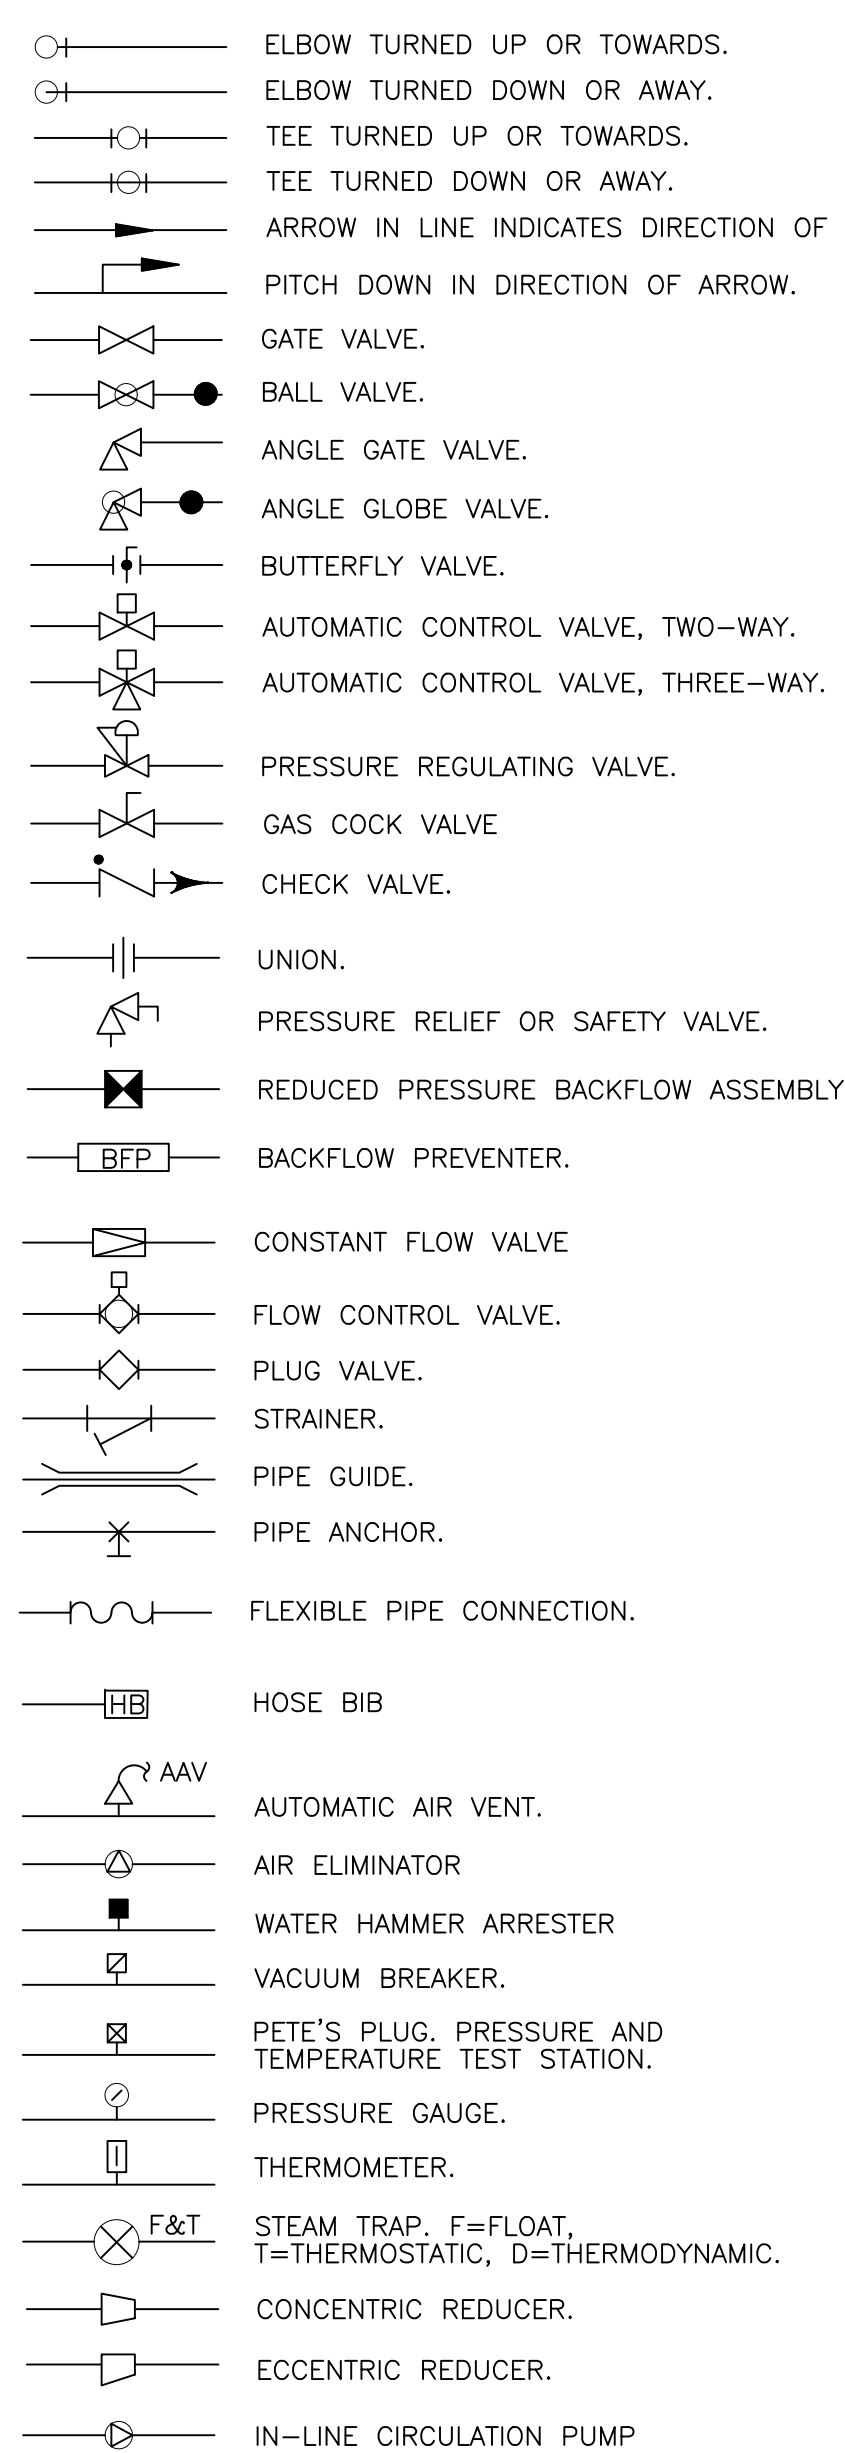 ELBOW TURNED UP OR TOWARDS.
ELBOW TURNED DOWN OR AWAY.
TEE TURNED UP OR TOWARDS.
TEE TURNED DOWN OR AWAY.
ARROW IN LINE INDICATES DIRECTION OF
PITCH DOWN IN DIRECTION OF ARROW.
GATE VALVE.
BALL VALVE.
ANGLE GATE VALVE.
ANGLE GLOBE VALVE.
BUTTERFLY VALVE.
AUTOMATIC CONTROL VALVE, TWO-WAY.
AUTOMATIC CONTROL VALVE, THREE-WAY.
PRESSURE REGULATING VALVE.
GAS COCK VALVE
CHECK VALVE.
UNION.
PRESSURE RELIEF OR SAFETY VALVE.
REDUCED PRESSURE BACKFLOW ASSEMBLY
BFP BACKFLOW PREVENTER.
CONSTANT FLOW VALVE
FLOW CONTROL VALVE.
PLUG VALVE.
STRAINER.
PIPE GUIDE.
PIPE ANCHOR.
FLEXIBLE PIPE CONNECTION.
HB HOSE BIB
AAV
AUTOMATIC AIR VENT.
AIR ELIMINATOR
WATER HAMMER ARRESTER
VACUUM BREAKER.
PETE'S PLUG. PRESSURE AND
TEMPERATURE TEST STATION.
PRESSURE GAUGE.
THERMOMETER.
F&T STEAM TRAP. F=FLOAT,
T=THERMOSTATIC, D=THERMODYNAMIC.
CONCENTRIC REDUCER.
ECCENTRIC REDUCER.
IN-LINE CIRCULATION PUMP